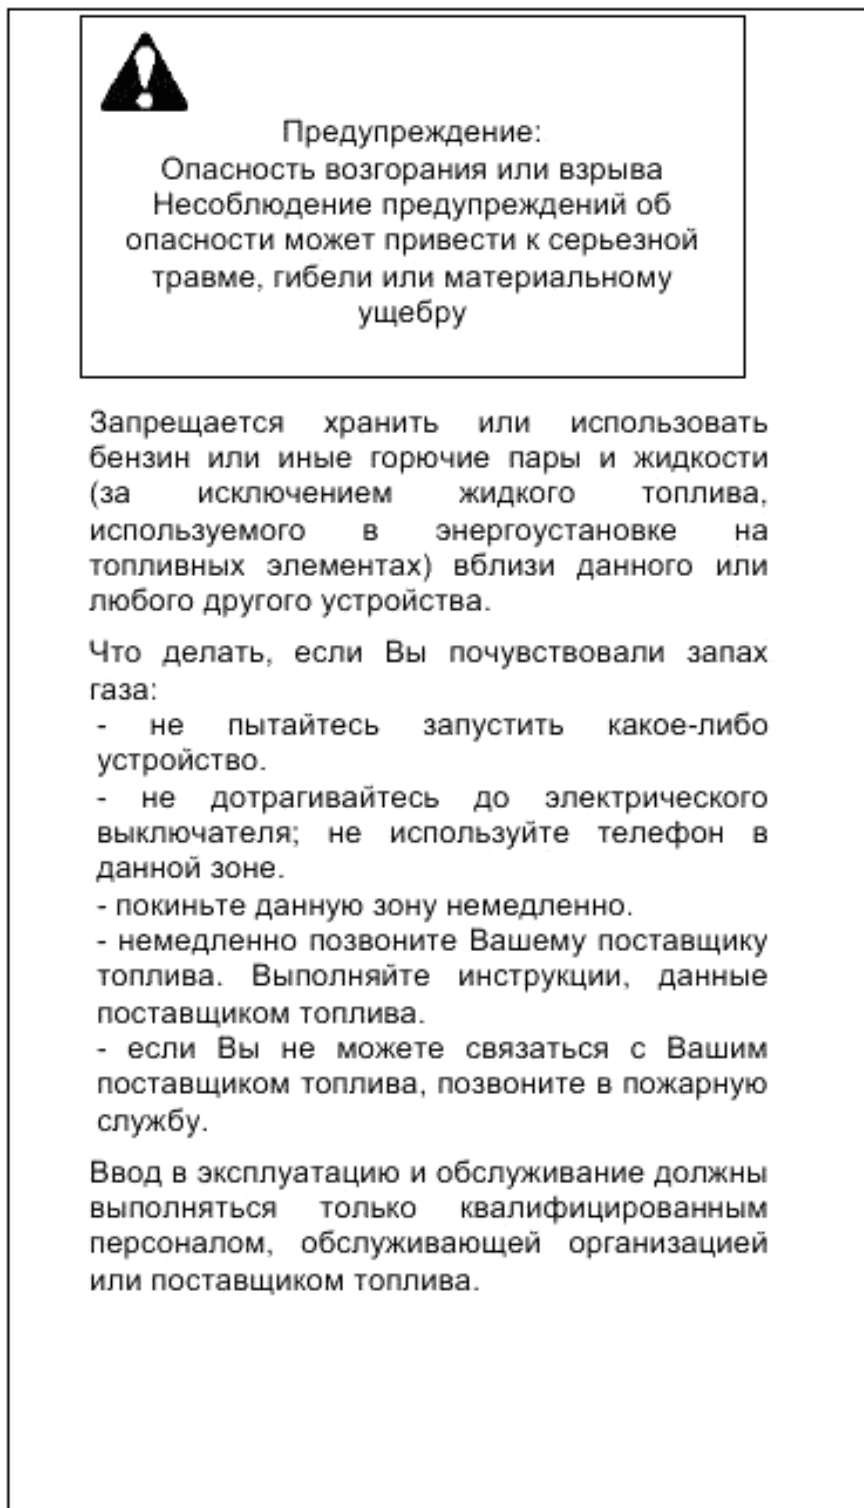 Предупреждение:
Опасность возгорания или взрыва
Несоблюдение предупреждений об
опасности может привести к серьезной
травме, гибели или материальному
ущебру
Запрещается хранить или использовать
бензин или иные горючие пары и жидкости
(за исключением жидкого топлива,
используемого в энергоустановке на
топливных элементах) вблизи данного или
любого другого устройства.
Что делать, если Вы почувствовали запах
газа:
- не пытайтесь запустить какое-либо
устройство.
- не дотрагивайтесь до электрического
выключателя; не используйте телефон в
данной зоне.
- покиньте данную зону немедленно.
- немедленно позвоните Вашему поставщику
топлива. Выполняйте инструкции, данные
поставщиком топлива.
- если Вы не можете связаться с Вашим
поставщиком топлива, позвоните в пожарную
службу.
Ввод в эксплуатацию и обслуживание должны
выполняться только квалифицированным
персоналом, обслуживающей организацией
или поставщиком топлива.